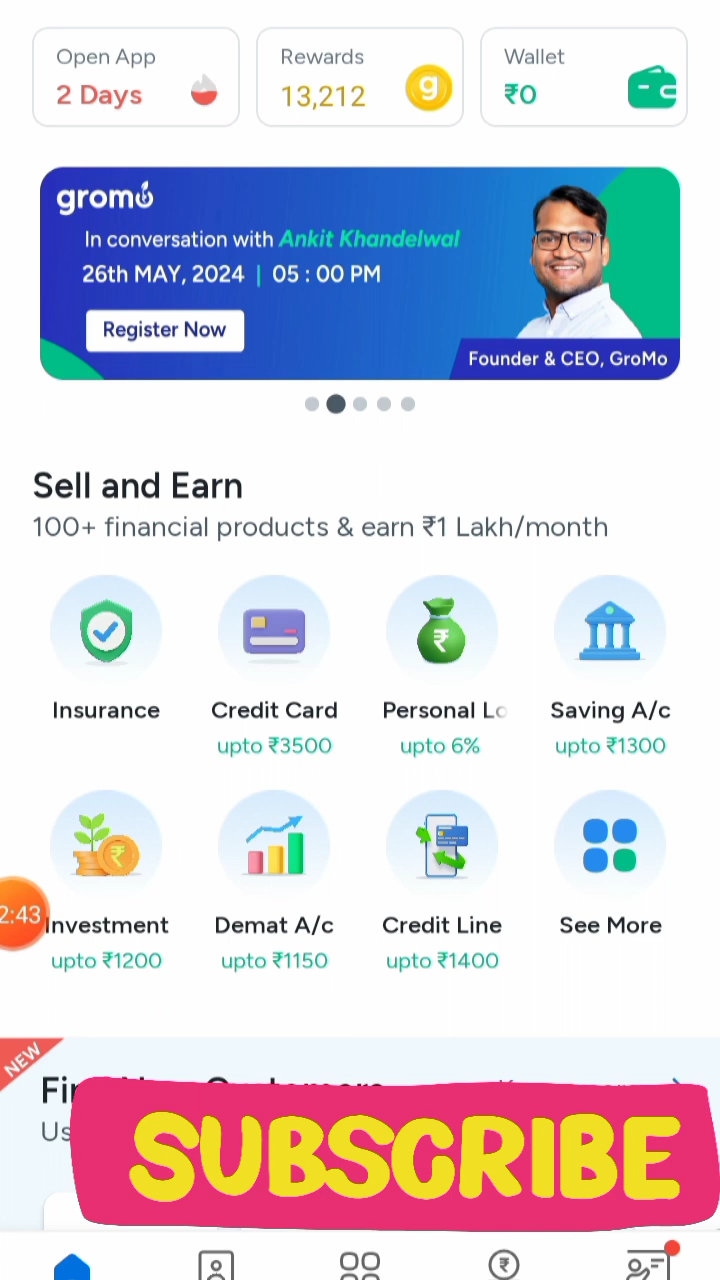 Open App
2 Days
Rewards
13,212
g
Wallet
₹0
gromo
In conversation with Ankit Khandelwal
26th MAY, 2024 | 05 : 00 PM
Register Now
Founder & CEO, GroMo
Sell and Earn
100+ financial products & earn ₹1 Lakh/month
Insurance
Credit Card
upto ₹3500
Personal Lo
upto 6%
Saving A/c
upto ₹1300
2:43
Investment
upto ₹1200
Demat A/c
upto ₹1150
Credit Line
upto ₹1400
See More
NEW
SUBSCRIBE